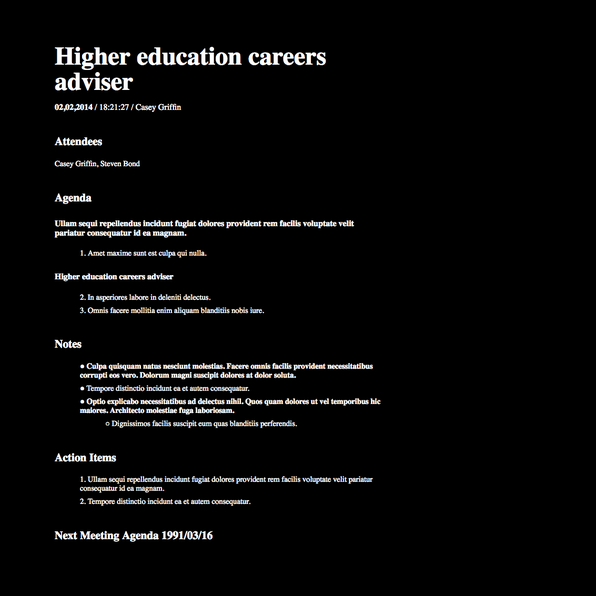 Higher education careers
adviser
02,02,2014 / 18:21:27 / Casey Griffin
Attendees
Casey Griffin, Steven Bond
Agenda
Ullam sequi repellendus incidunt fugiat dolores provident rem facilis voluptate velit
pariatur consequatur id ea magnam.
1. Amet maxime sunt est culpa qui nulla.
Higher education careers adviser
2. In asperiores labore in deleniti delectus.
3. Omnis facere mollitia enim aliquam blanditiis nobis iure.
Notes
● Culpa quisquam natus nesciunt molestias. Facere omnis facilis provident necessitatibus
corrupti eos vero. Dolorum magni suscipit dolores at dolor soluta.
● Tempore distinctio incidunt ea et autem consequatur.
● Optio explicabo necessitatibus ad delectus nihil. Quos quam dolores ut vel temporibus hic
maiores. Architecto molestiae fuga laboriosam.
○ Dignissimos facilis suscipit eum quas blanditiis perferendis.
Action Items
1. Ullam sequi repellendus incidunt fugiat dolores provident rem facilis voluptate velit pariatur
consequatur id ea magnam.
2. Tempore distinctio incidunt ea et autem consequatur.
Next Meeting Agenda 1991/03/16